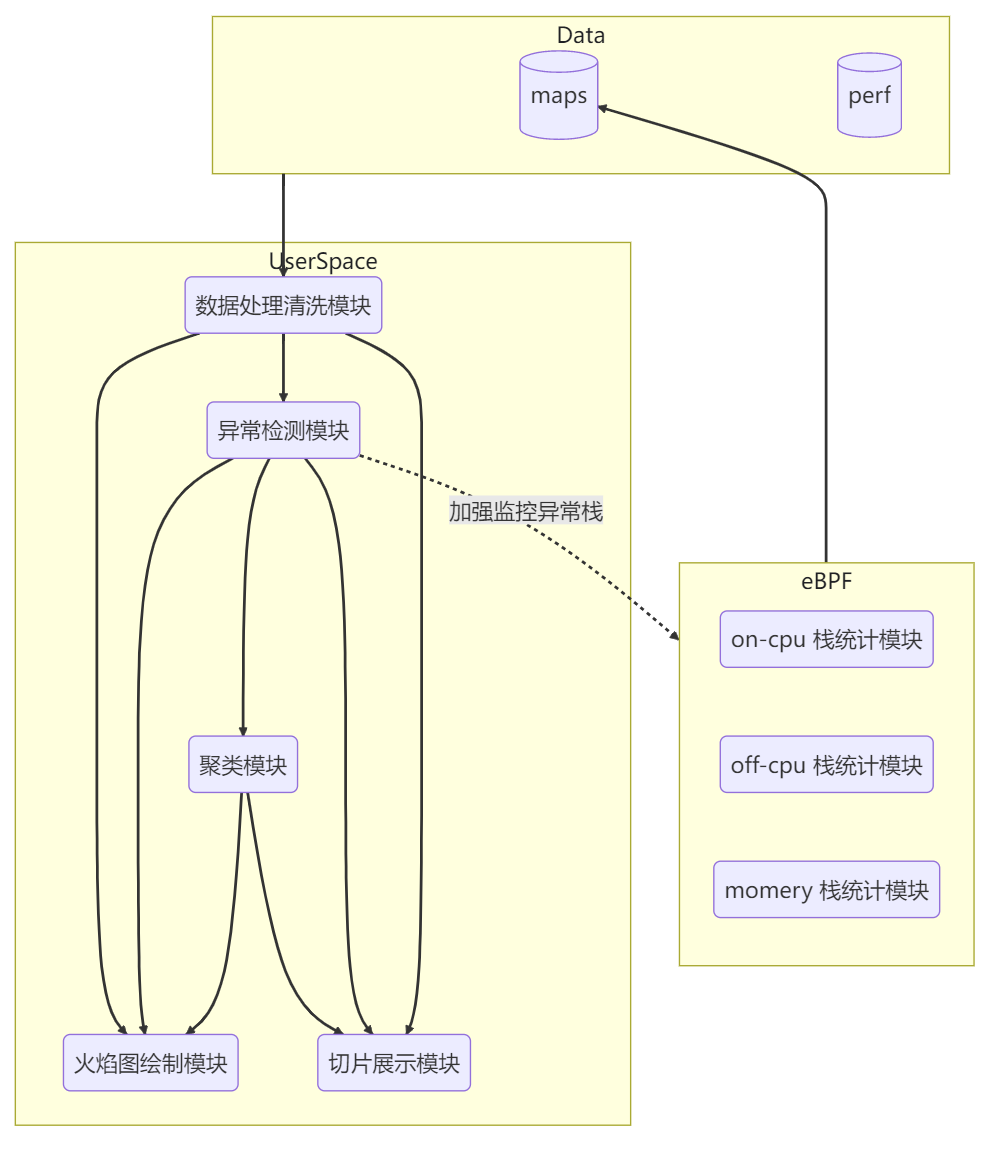 Data
maps
perf
UserSpace
数据处理清洗模块
异常检测模块
加强监控异常栈
eBPF
on-cpu 栈统计模块
off-cpu 栈统计模块
聚类模块
momery 栈统计模块
火焰图绘制模块
切片展示模块